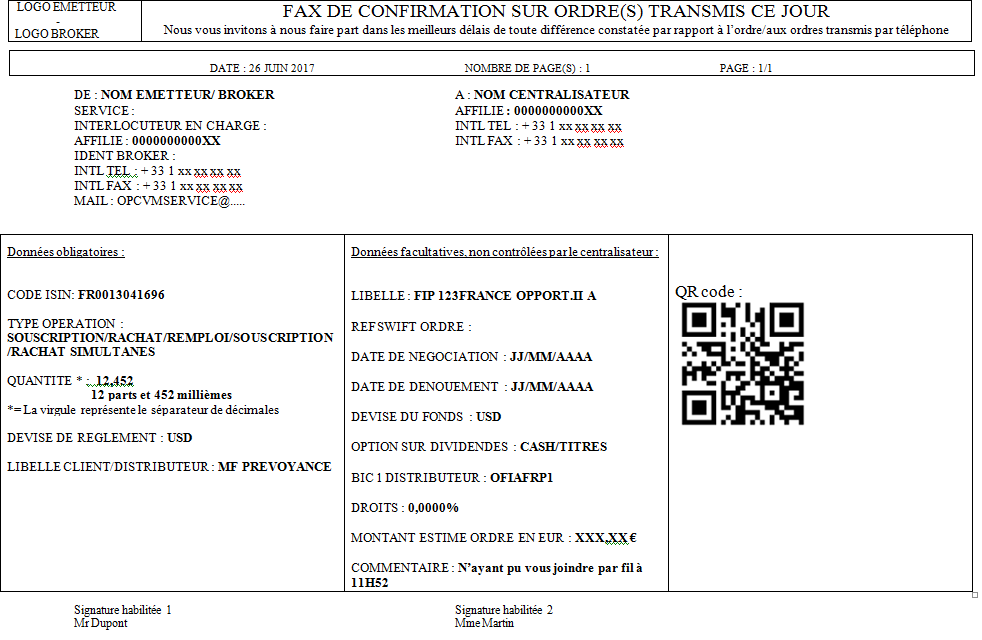 LOGO EMETTEUR
-
LOGO BROKER
FAX DE CONFIRMATION SUR ORDRE(S) TRANSMIS CE JOUR
Nous vous invitons à nous faire part dans les meilleurs délais de toute différence constatée par rapport à l'ordre/aux ordres transmis par téléphone
DATE : 26 JUIN 2017 NOMBRE DE PAGE(S) : 1 PAGE : 1/1
DE : NOM EMETTEUR/ BROKER
SERVICE :
INTERLOCUTEUR EN CHARGE :
AFFILIE : 0000000000XX
IDENT BROKER :
INTL TEL : + 33 1 xx xx xx xx
INTL FAX : + 33 1 xx xx xx xx
MAIL : OPCVMSERVICE@.....
A : NOM CENTRALISATEUR
AFFILIE : 0000000000XX
INTL TEL : + 33 1 xx xx xx xx
INTL FAX : + 33 1 xx xx xx xx
Données obligatoires :
CODE ISIN: FR0013041696
TYPE OPERATION :
SOUSCRIPTION/RACHAT/REMPLOI/SOUSCRIPTION
/RACHAT SIMULTANES
QUANTITE * : 12,452
12 parts et 452 millièmes
*= La virgule représente le séparateur de décimales
DEVISE DE REGLEMENT : USD
LIBELLE CLIENT/DISTRIBUTEUR : MF PREVOYANCE
Données facultatives, non contrôlées par le centralisateur :
LIBELLE : FIP 123FRANCE OPPORT.II A
REF SWIFT ORDRE :
DATE DE NEGOCIATION : JJ/MM/AAAA
DATE DE DENOUEMENT : JJ/MM/AAAA
DEVISE DU FONDS : USD
OPTION SUR DIVIDENDES : CASH/TITRES
BIC 1 DISTRIBUTEUR : OFIAFRP1
DROITS : 0,0000%
MONTANT ESTIME ORDRE EN EUR : XXX,XX €
COMMENTAIRE : N'ayant pu vous joindre par fil à
11H52
QR code :
Signature habilitée 1
Mr Dupont
Signature habilitée 2
Mme Martin